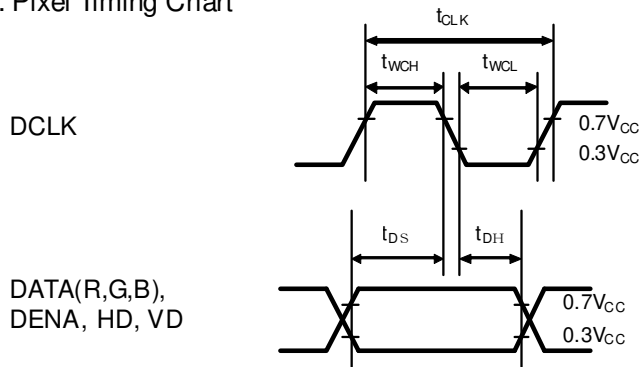 . Pixel Timing Chart
tCLK
tWCH
tWCL
DCLK
0.7VCC
0.3VCC
tDS
tDH
DATA(R,G,B),
DENA, HD, VD
0.7VCC
0.3VCC